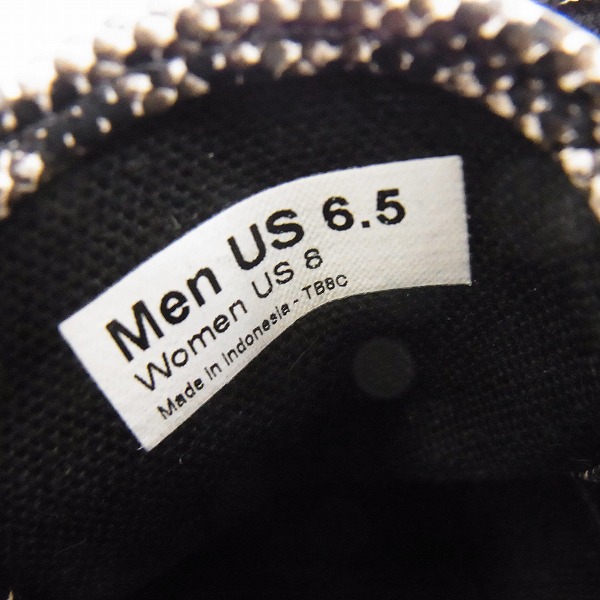 Men US 6.5
Women US 8
Made in Indonesia - TB8C